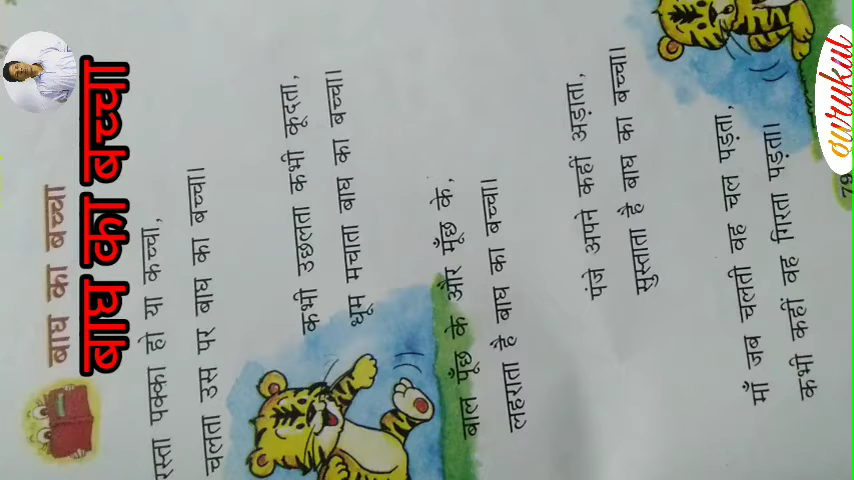 बाघ का बच्चा
बाघ का बच्चा
रस्ता पक्का हो या कच्चा,
चलता उस पर बाघ का बच्चा।
कभी उछलता कभी कूदता,
धूम मचाता बाघ का बच्चा।
बाल पूँछ के और मूँछ के,
लहराता है बाघ का बच्चा।
पंजे अपने कहीं अड़ाता,
सुस्ताता है बाघ का बच्चा।
माँ जब चलती वह चल पड़ता,
कभी कहीं वह गिरता पड़ता।
79
gurukul